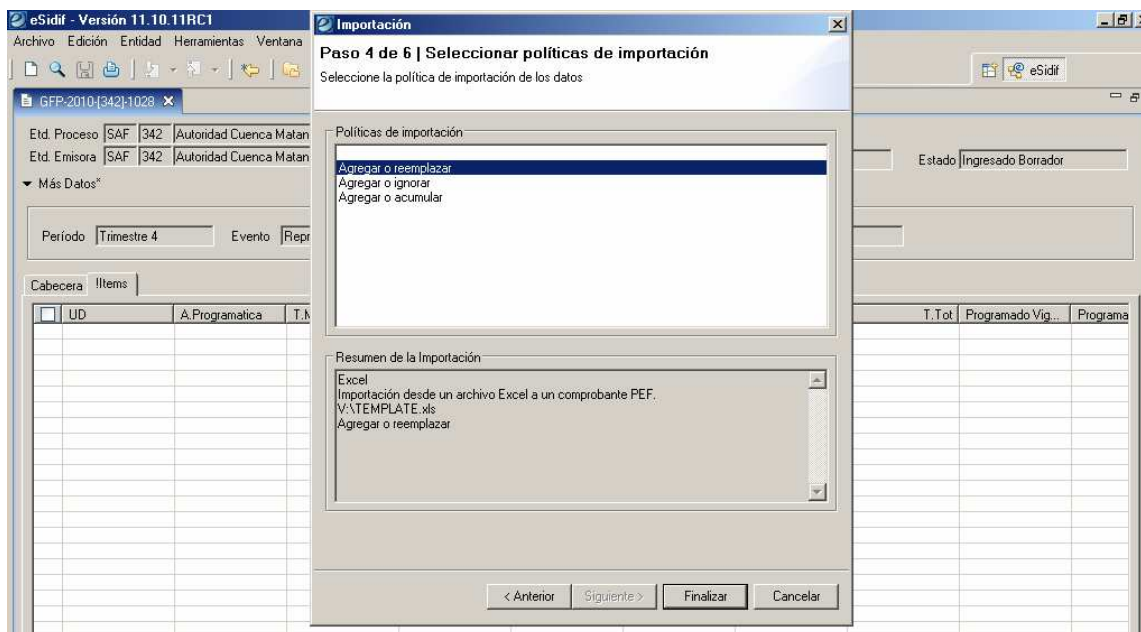 eSidif - Versión 11.10.11RC1
Archivo Edición Entidad Herramientas Ventana
eSidif
GFP-2010-[342]-1028
Etd. Proceso SAF 342 Autoridad Cuenca Matan
Etd. Emisora SAF 342 Autoridad Cuenca Matan
Estado Ingresado Borrador
Más Datos*
Período Trimestre 4 Evento Repr
Cabecera !Items
UD A.Programatica T.M
T.Tot Programado Vig... Programa
Importación
Paso 4 de 6 | Seleccionar políticas de importación
Seleccione la política de importación de los datos
Políticas de importación
Agregar o reemplazar
Agregar o ignorar
Agregar o acumular
Resumen de la Importación
Excel
Importación desde un archivo Excel a un comprobante PEF.
V:\TEMPLATE.xls
Agregar o reemplazar
< Anterior Siguiente > Finalizar Cancelar